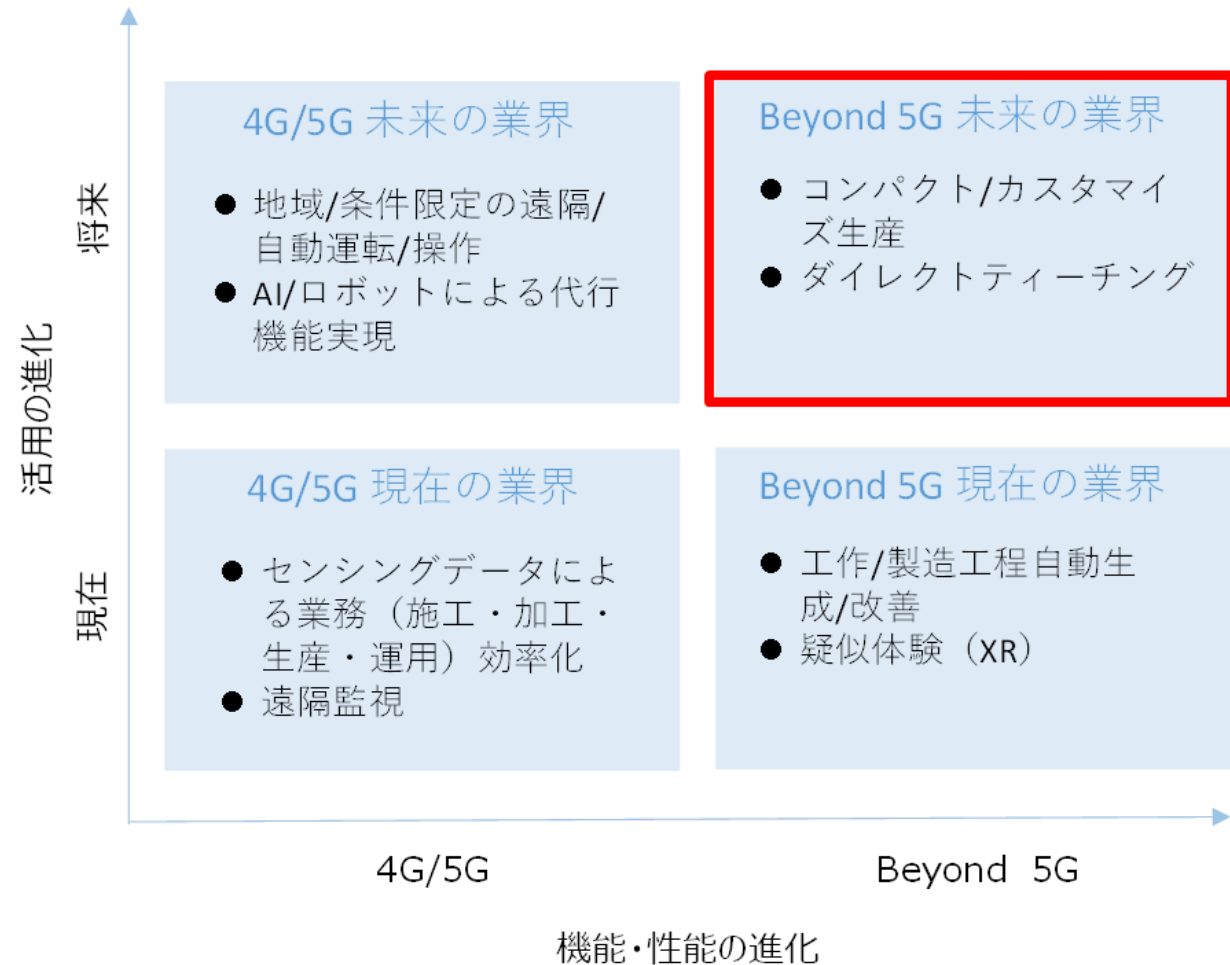 将来
現在
活用の進化
4G/5G 未来の業界
● 地域/条件限定の遠隔/
自動運転/操作
● AI/ロボットによる代行
機能実現
Beyond 5G 未来の業界
● コンパクト/カスタマイ
ズ生産
● ダイレクトティーチング
4G/5G 現在の業界
● センシングデータによ
る業務（施工・加工・
生産・運用）効率化
● 遠隔監視
Beyond 5G 現在の業界
● 工作/製造工程自動生
成/改善
● 疑似体験（XR）
4G/5G
Beyond 5G
機能・性能の進化